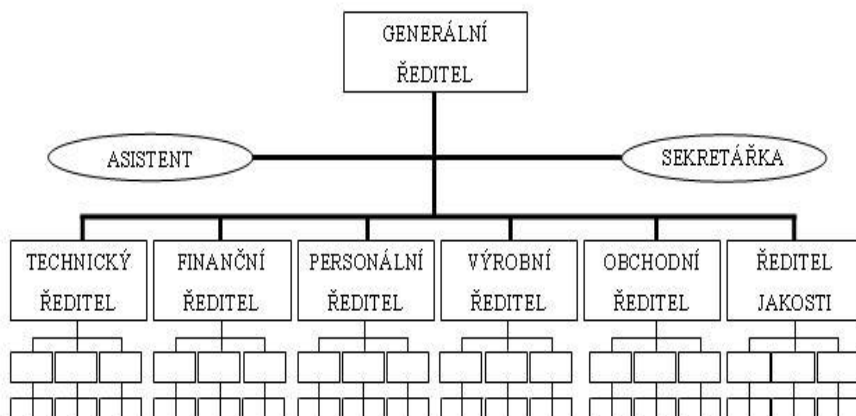 GENERÁLNÍ
ŘEDITEL
ASISTENT
SEKRETÁŘKA
TECHNICKÝ
ŘEDITEL
FINANČNÍ
ŘEDITEL
PERSONÁLNÍ
ŘEDITEL
VÝROBNÍ
ŘEDITEL
OBCHODNÍ
ŘEDITEL
ŘEDITEL
JAKOSTI